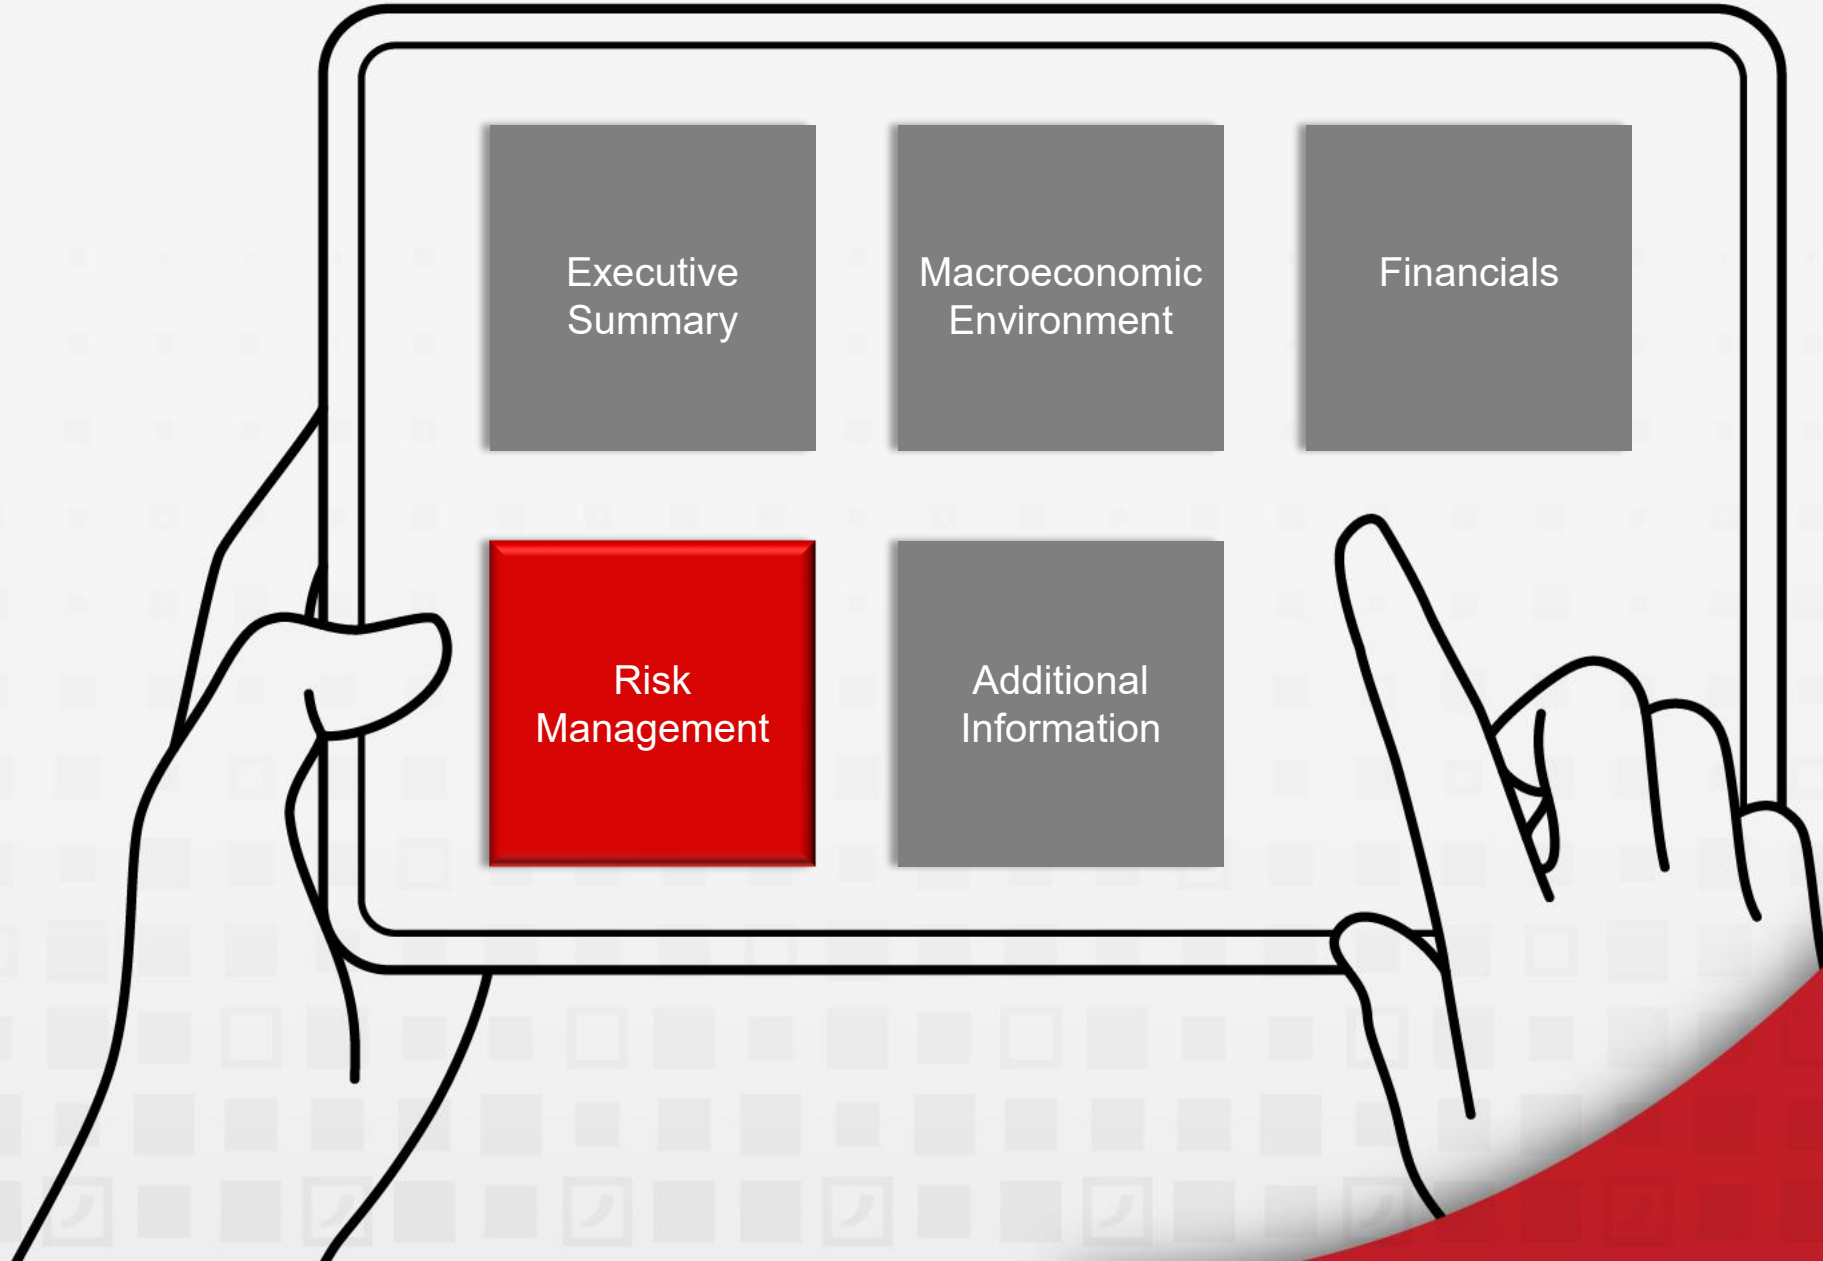 Executive
Summary
Macroeconomic
Environment
Financials
Risk
Management
Additional
Information